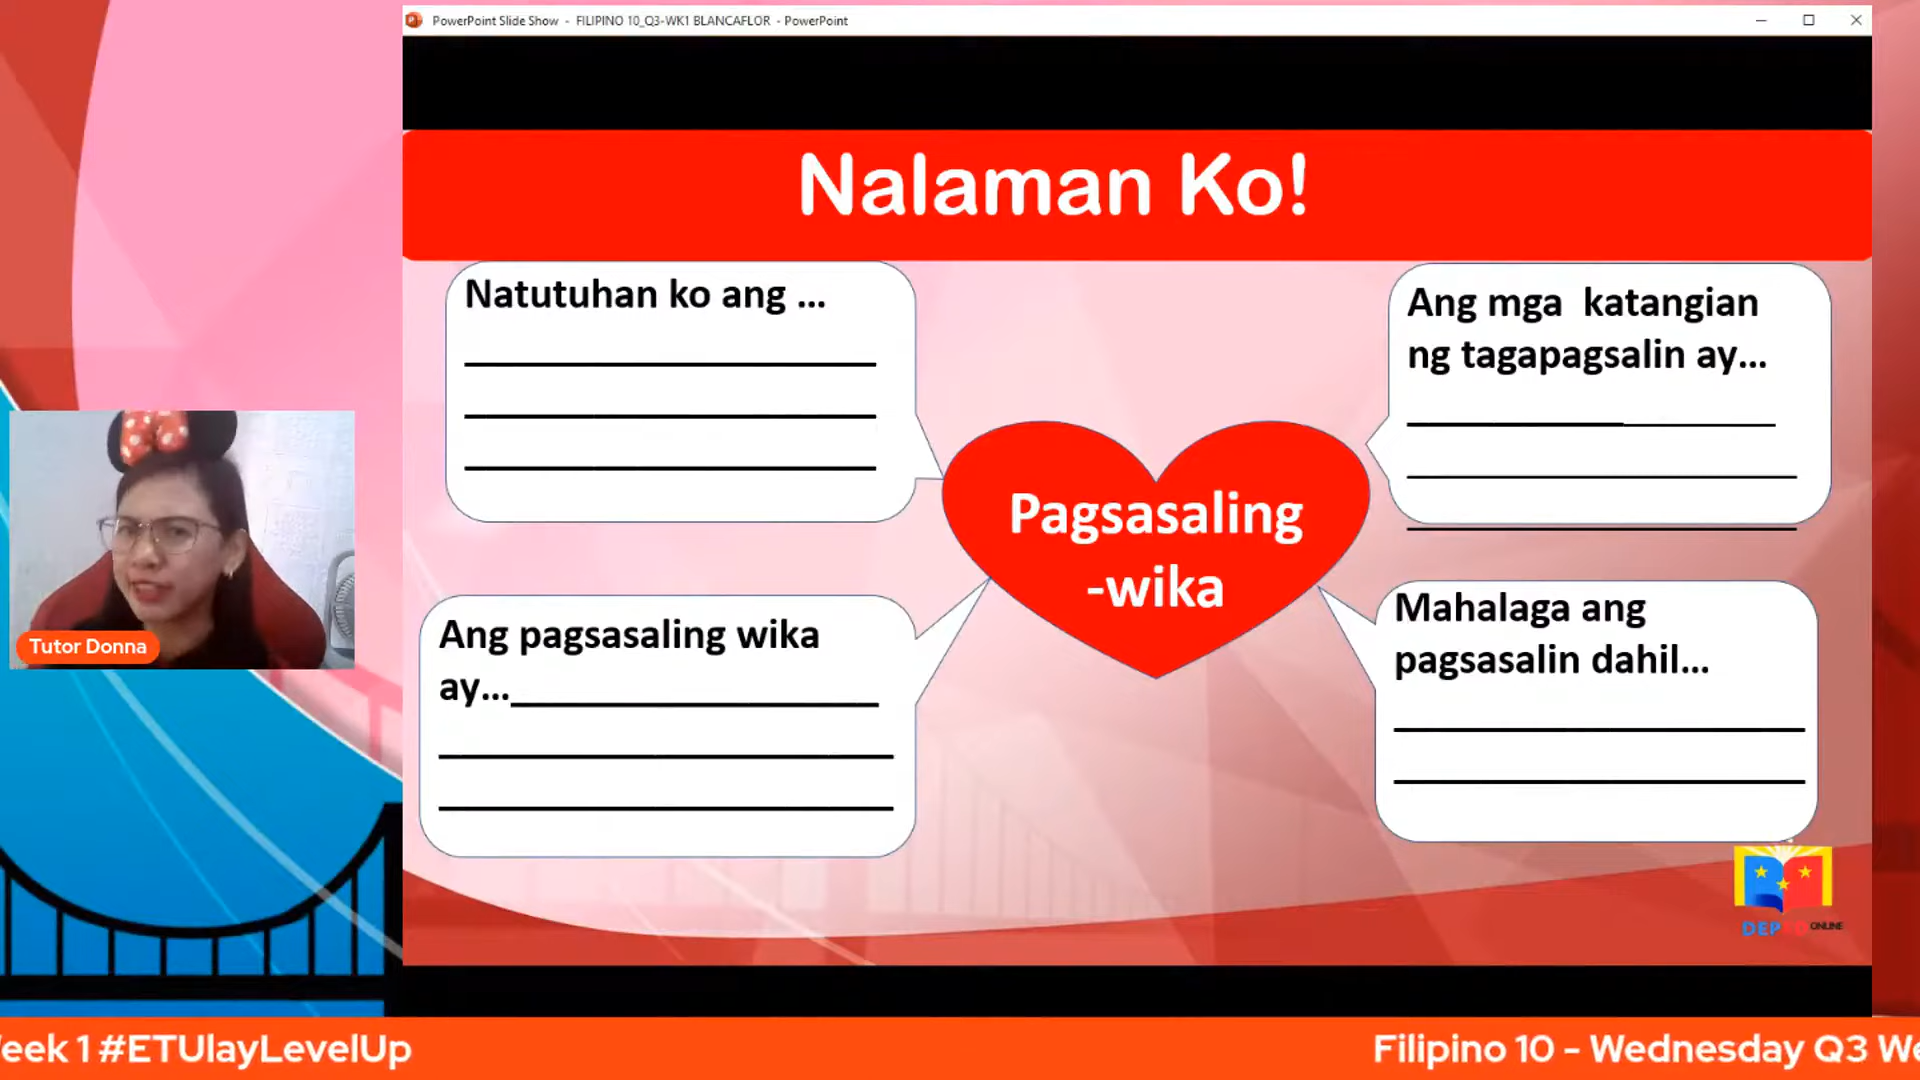 PowerPoint Slide Show - FILIPINO 10_Q3-WK1 BLANCAFLOR - PowerPoint
Nalaman Ko!
Natutuhan ko ang ...
Ang mga katangian
ng tagapagsalin ay...
Pagsasaling
-wika
Ang pagsasaling wika
ay...
Mahalaga ang
pagsasalin dahil...
Tutor Donna
DEPED ONLINE
eek 1 #ETUlayLevelUp
Filipino 10 - Wednesday Q3 We